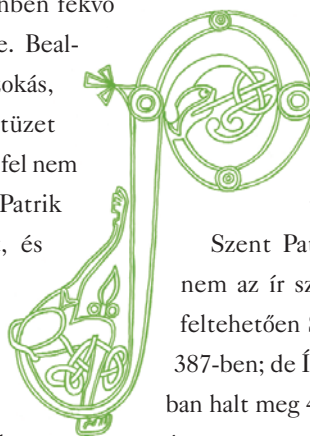 nben fekvő
e. Beal-
zokás,
tüzet
fel nem
Patrik
, és
Szent Pat
nem az ír sz
feltehetően S
387-ben; de Í
ban halt meg 4